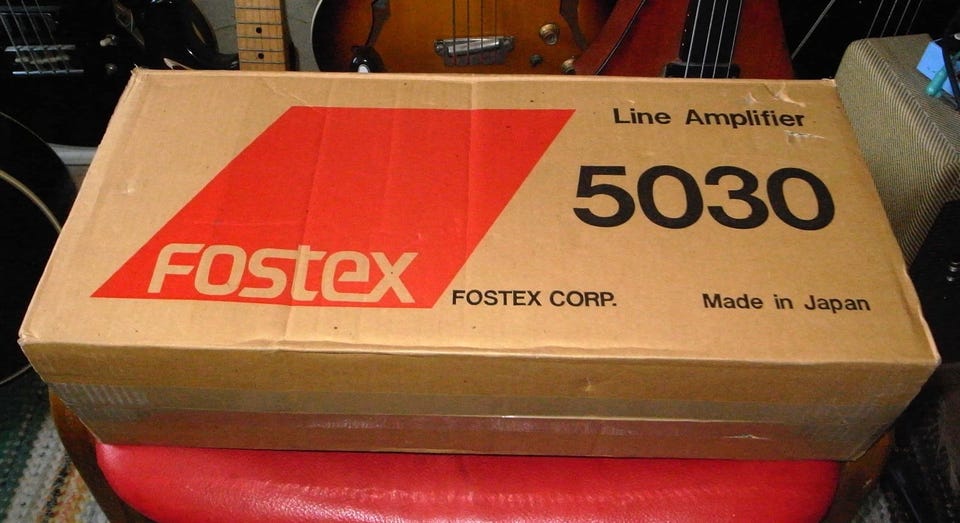 Line Amplifier
5030
Fostex
FOSTEX CORP.
Made in Japan